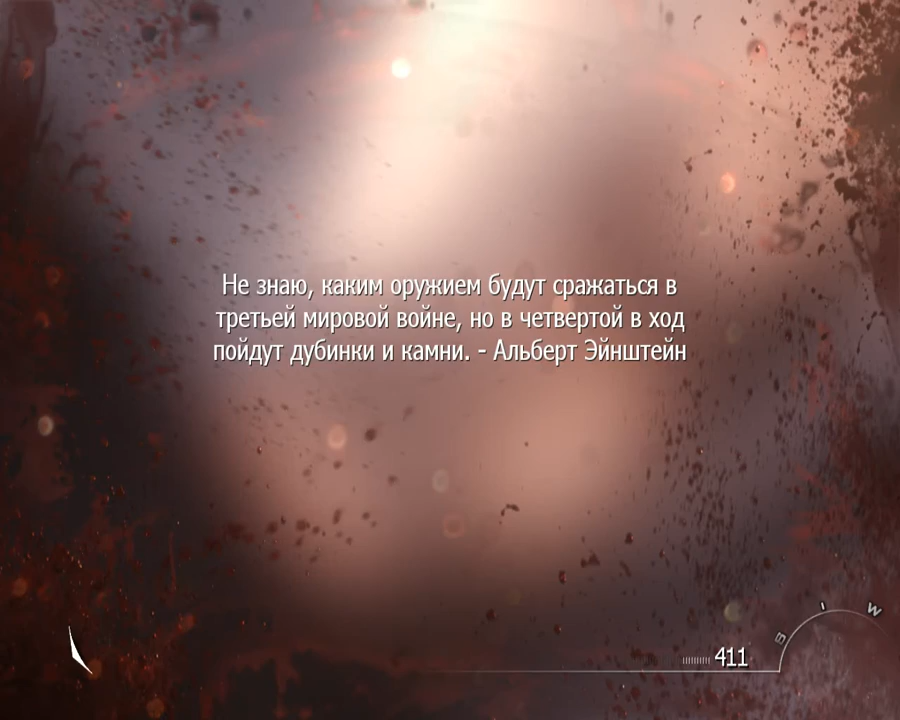 Не знаю, каким оружием будут сражаться в
третьей мировой войне, но в четвертой в ход
пойдут дубинки и камни. - Альберт Эйнштейн
411
В I W